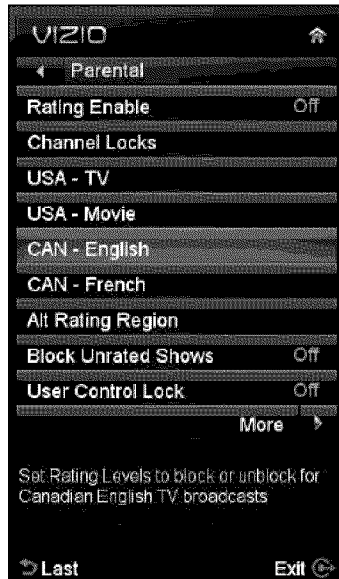 VIZIO
Parental
Rating Enable Off
Channel Locks
USA - TV
USA - Movie
CAN - English
CAN - French
Alt Rating Region
Block Unrated Shows Off
User Control Lock Off
More
Set Rating Levels to block or unblock for
Canadian English TV broadcasts
Last Exit